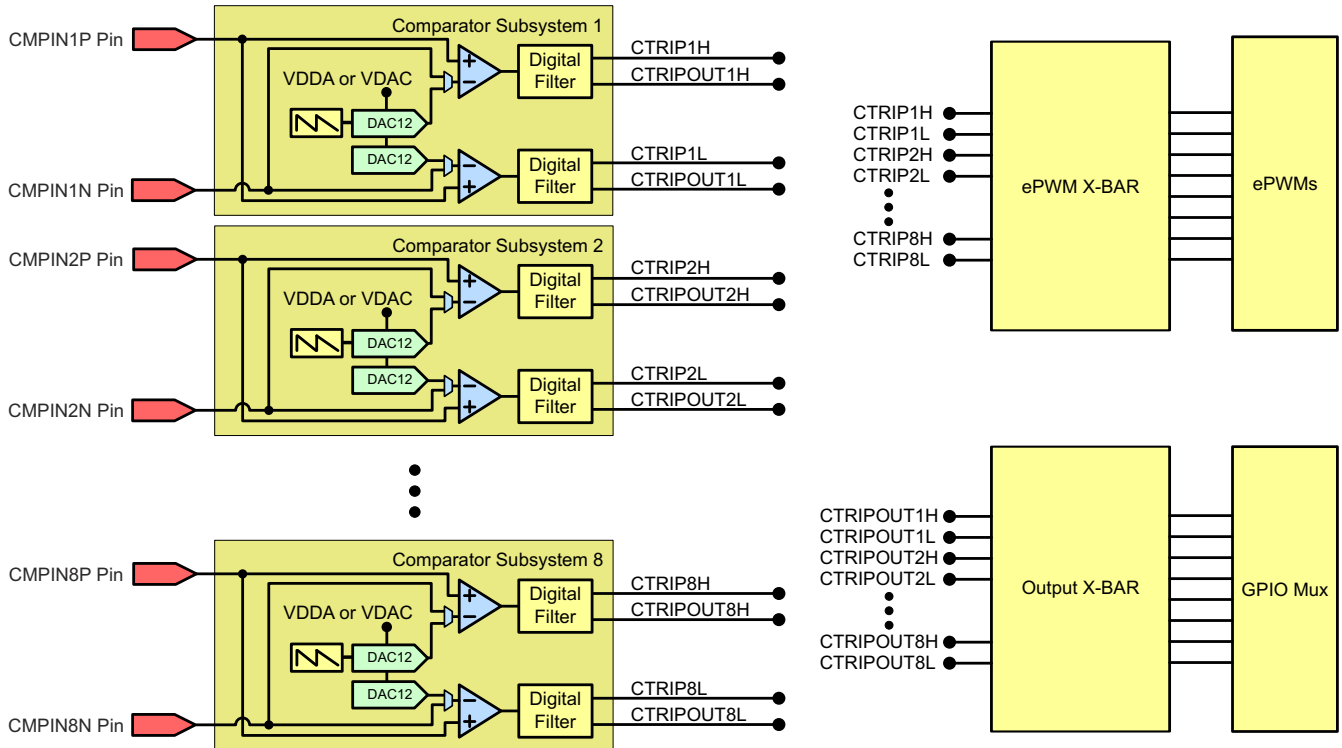 Comparator Subsystem 1
CMPIN1P Pin
VDDA or VDAC
DAC12
DAC12
+
−
−
+
Digital
Filter
Digital
Filter
CTRIP1H
CTRIPOUT1H
CTRIP1L
CTRIPOUT1L
CMPIN1N Pin
Comparator Subsystem 2
CMPIN2P Pin
VDDA or VDAC
DAC12
DAC12
+
−
−
+
Digital
Filter
Digital
Filter
CTRIP2H
CTRIPOUT2H
CTRIP2L
CTRIPOUT2L
CMPIN2N Pin
Comparator Subsystem 8
CMPIN8P Pin
VDDA or VDAC
DAC12
DAC12
+
−
−
+
Digital
Filter
Digital
Filter
CTRIP8H
CTRIPOUT8H
CTRIP8L
CTRIPOUT8L
CMPIN8N Pin
CTRIP1H
CTRIP1L
CTRIP2H
CTRIP2L
CTRIP8H
CTRIP8L
ePWM X-BAR
ePWMs
CTRIPOUT1H
CTRIPOUT1L
CTRIPOUT2H
CTRIPOUT2L
CTRIPOUT8H
CTRIPOUT8L
Output X-BAR
GPIO Mux